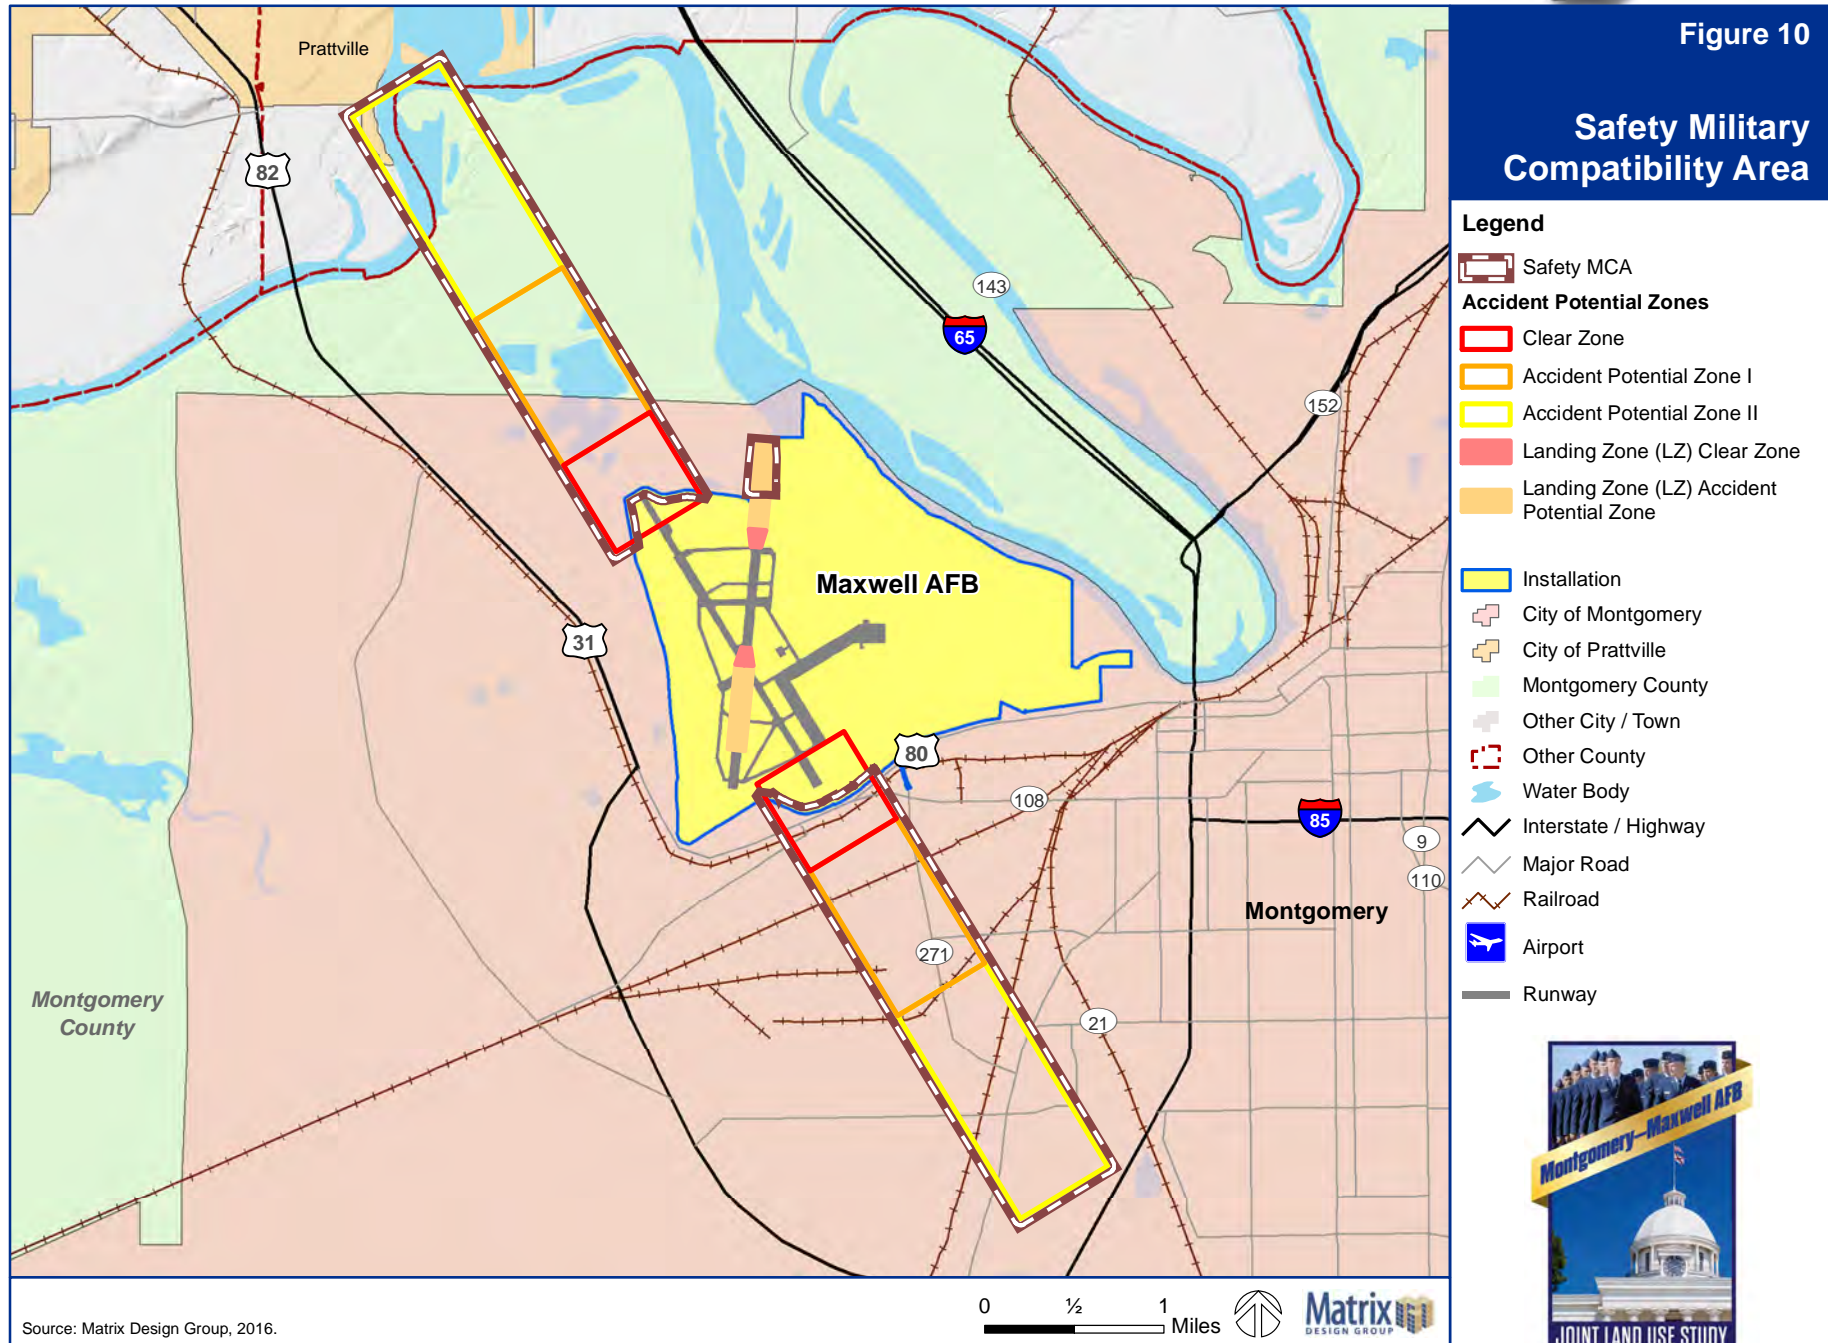 Figure 10
Safety Military
Compatibility Area
Legend
Safety MCA
Accident Potential Zones
Clear Zone
Accident Potential Zone I
Accident Potential Zone II
Landing Zone (LZ) Clear Zone
Landing Zone (LZ) Accident
Potential Zone
Installation
City of Montgomery
City of Prattville
Montgomery County
Other City / Town
Other County
Water Body
Interstate / Highway
Major Road
Railroad
Airport
Runway
Prattville
82
143
65
152
Maxwell AFB
31
80
108
85
9
110
Montgomery
271
21
Montgomery
County
Montgomery–Maxwell AFB
JOINT LAND USE STUDY
Source: Matrix Design Group, 2016.
0 ½ 1
Miles
Matrix
DESIGN GROUP